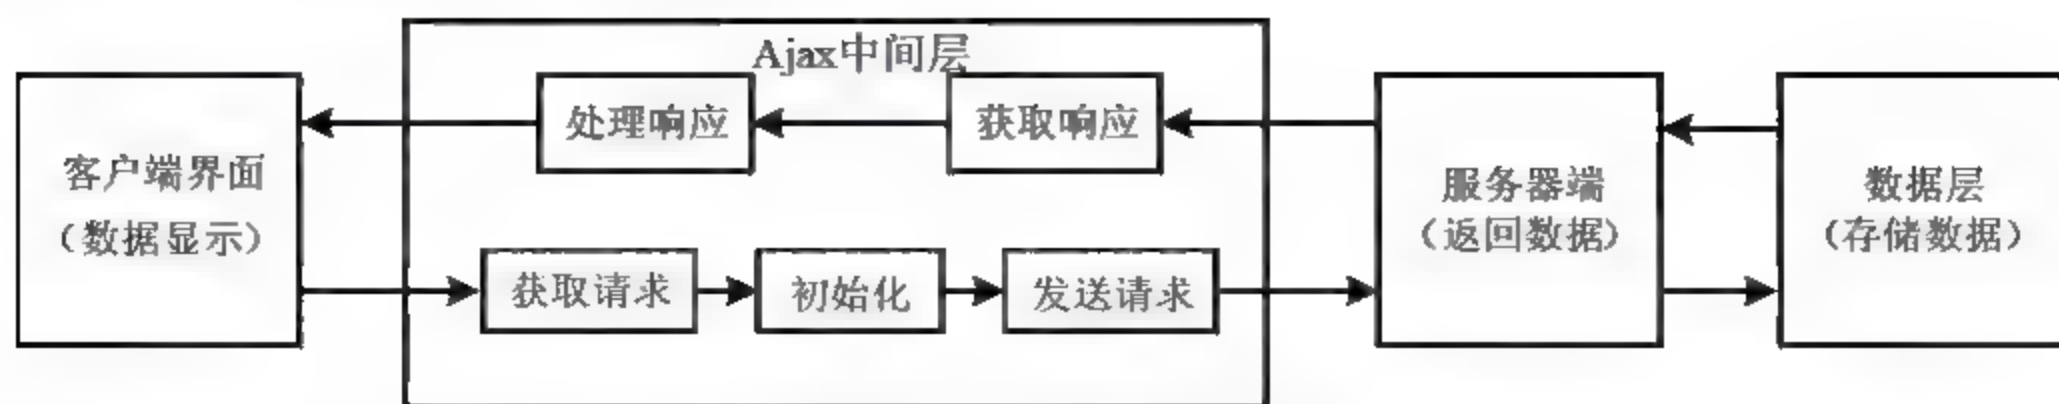 Ajax中间层
处理响应
获取响应
客户端界面
(数据显示)
服务器端
(返回数据)
数据层
(存储数据)
获取请求
初始化
发送请求